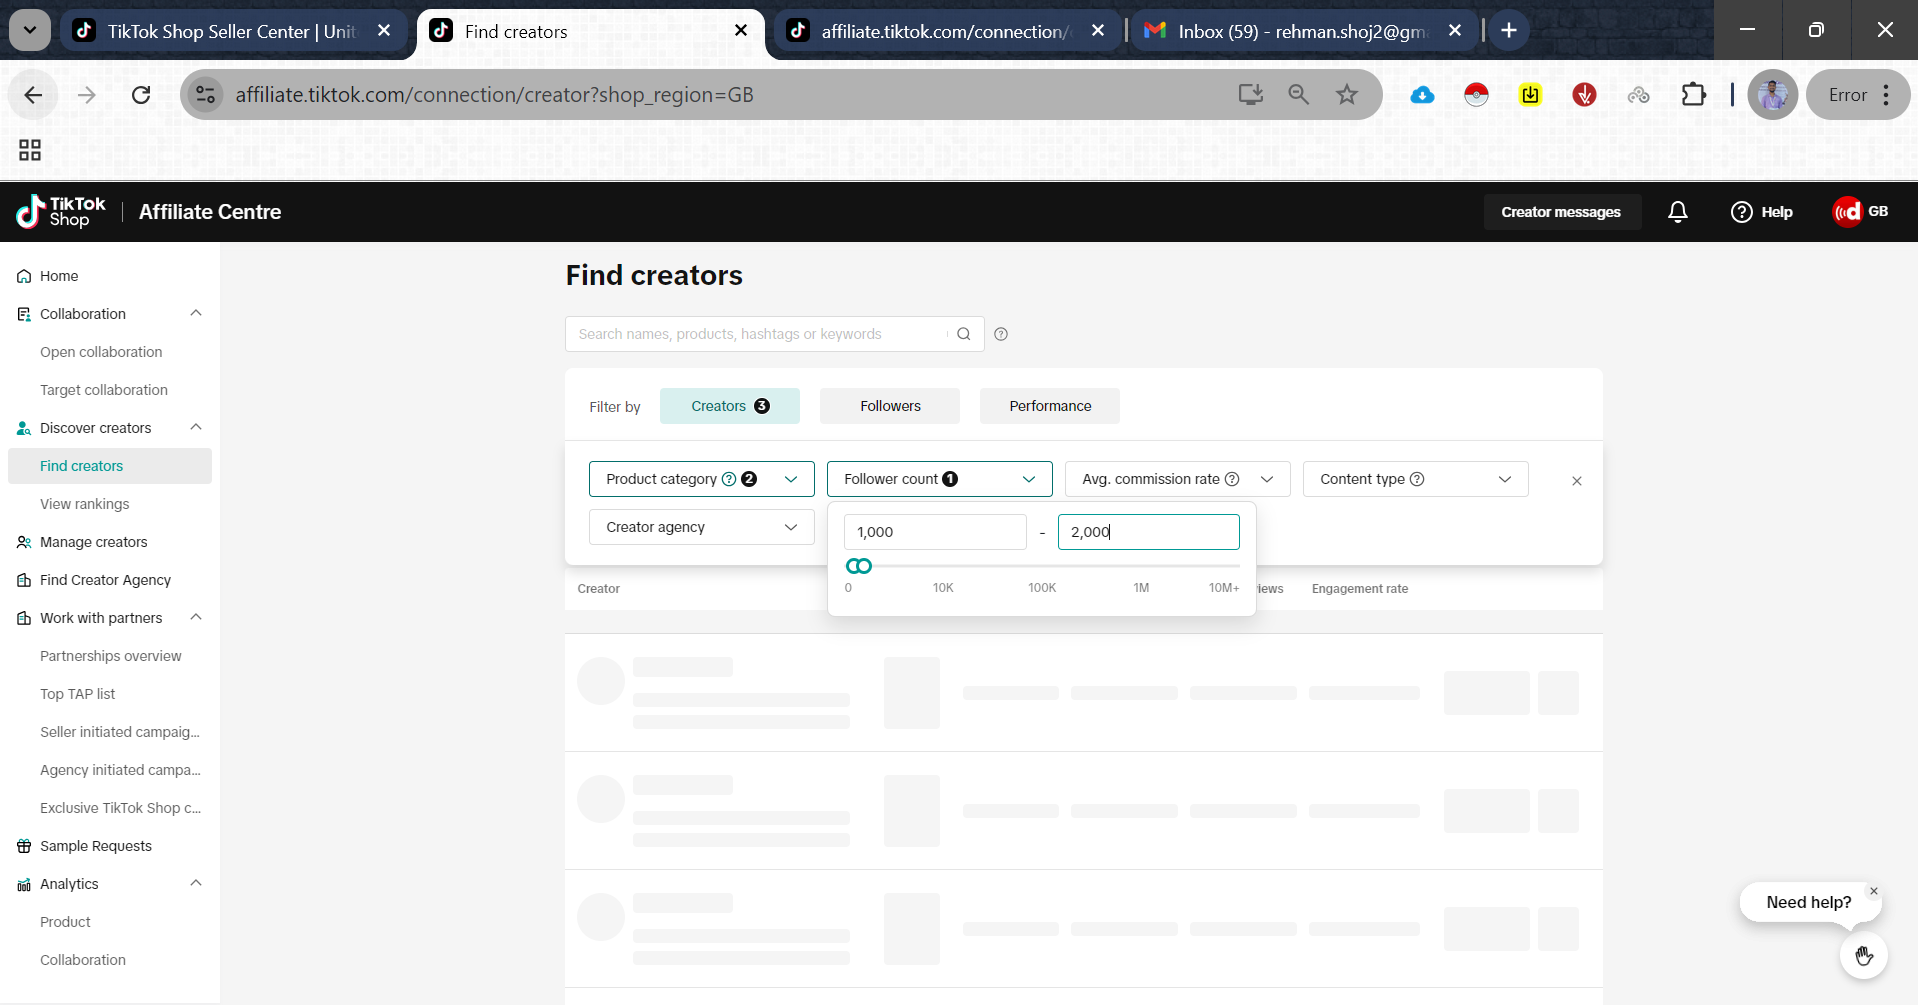 TikTok Shop Seller Center | Unit
Find creators
affiliate.tiktok.com/connection/
Inbox (59) - rehman.shoj2@gm
affiliate.tiktok.com/connection/creator?shop_region=GB
Error
TikTok Shop
Affiliate Centre
Creator messages
Help
GB
Home
Collaboration
Open collaboration
Target collaboration
Discover creators
Find creators
View rankings
Manage creators
Find Creator Agency
Work with partners
Partnerships overview
Top TAP list
Seller initiated campaig...
Agency initiated campa...
Exclusive TikTok Shop c...
Sample Requests
Analytics
Product
Collaboration
Find creators
Search names, products, hashtags or keywords
Filter by
Creators 3
Followers
Performance
Product category 2
Follower count 1
Avg. commission rate
Content type
Creator agency
1,000 - 2,000
0 10K 100K 1M 10M+
Creator
iews
Engagement rate
Need help?